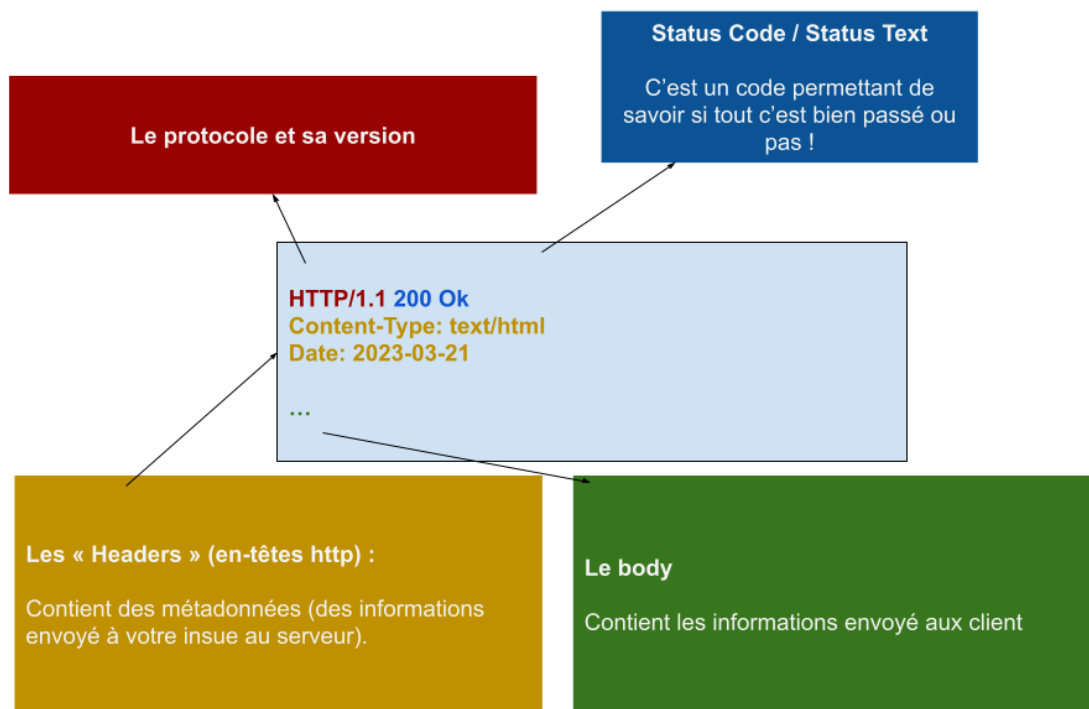 Status Code / Status Text
C'est un code permettant de
savoir si tout c'est bien passé ou
pas !
Le protocole et sa version
HTTP/1.1 200 Ok
Content-Type: text/html
Date: 2023-03-21
...
Les « Headers » (en-têtes http) :
Contient des métadonnées (des informations
envoyé à votre insue au serveur).
Le body
Contient les informations envoyé aux client